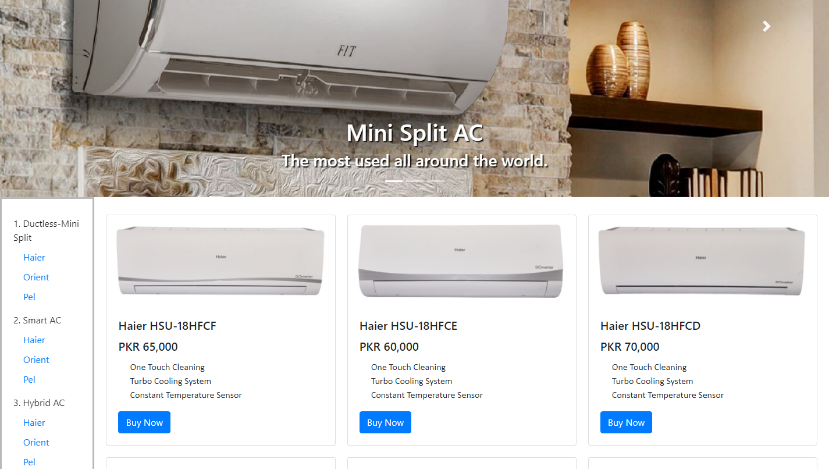 FIT
Mini Split AC
The most used all around the world.
1. Ductless-Mini
Split
Haier
Orient
Pel
2. Smart AC
Haier
Orient
Pel
3. Hybrid AC
Haier
Orient
Pel
Haier
Haier HSU-18HFCF
PKR 65,000
One Touch Cleaning
Turbo Cooling System
Constant Temperature Sensor
Buy Now
Haier
Haier HSU-18HFCE
PKR 60,000
One Touch Cleaning
Turbo Cooling System
Constant Temperature Sensor
Buy Now
Haier
Haier HSU-18HFCD
PKR 70,000
One Touch Cleaning
Turbo Cooling System
Constant Temperature Sensor
Buy Now